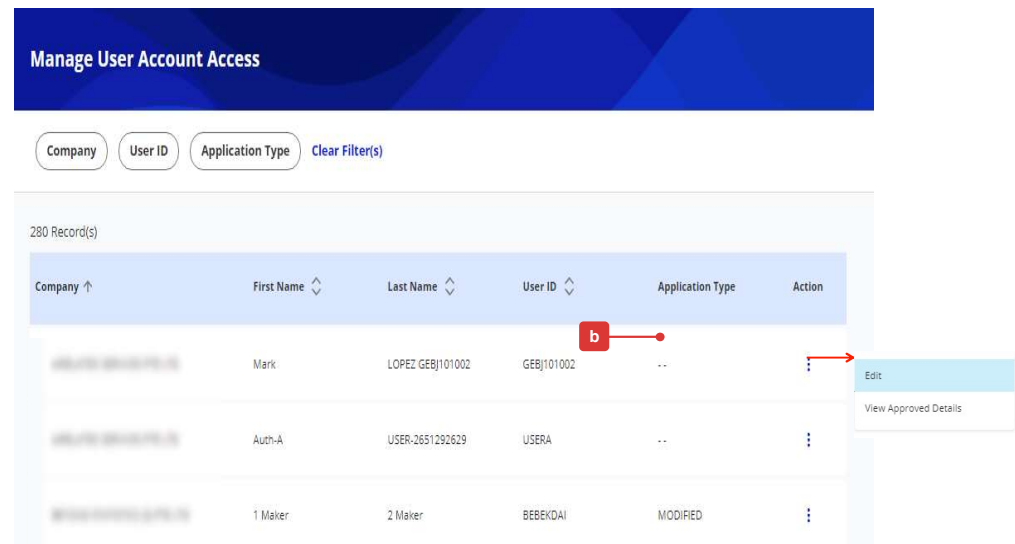 Manage User Account Access
Company User ID Application Type Clear Filter(s)
280 Record(s)
Company First Name Last Name User ID Application Type Action
b
Mark LOPEZ GEBJ101002 GEBJ101002 --
Edit
View Approved Details
Auth-A USER-2651292629 USERA --
1 Maker 2 Maker BEBEKDAI MODIFIED